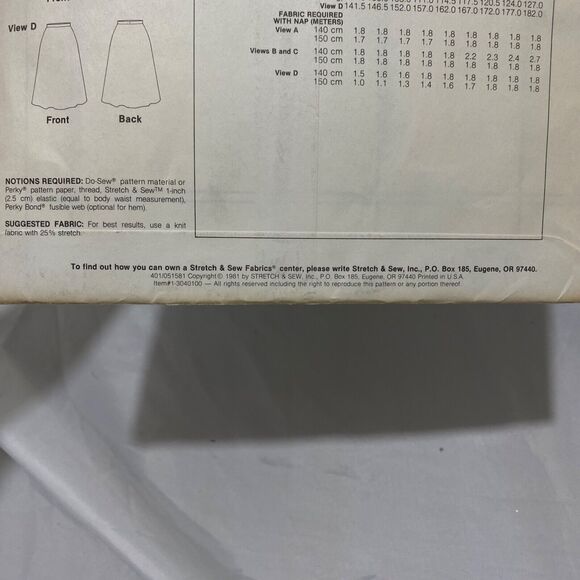 View D 141.5 146.5 152.0 157.0 162.0 167.0 172.0 177.0 182.0
View D
FABRIC REQUIRED
WITH NAP (METERS)
View A 140 cm 1.8 1.8 1.8 1.8 1.8 1.8 1.8 1.8 1.8
150 cm 1.7 1.7 1.7 1.7 1.8 1.8 1.8 1.8 1.8
Views B and C 140 cm 1.8 1.8 1.8 1.8 1.8 2.2 2.3 2.4 2.7
150 cm 1.8 1.8 1.8 1.8 1.8 1.8 1.8 1.8 1.8
View D 140 cm 1.5 1.6 1.6 1.8 1.8 1.8 1.8 1.8 1.8
150 cm 1.0 1.1 1.3 1.4 1.6 1.7 1.8 1.8 1.8
Front Back
NOTIONS REQUIRED: Do-Sew® pattern material or
Perky® pattern paper, thread, Stretch & Sew™ 1-inch
(2.5 cm) elastic (equal to body waist measurement),
Perky Bond® fusible web (optional for hem).
SUGGESTED FABRIC: For best results, use a knit
fabric with 25% stretch.
To find out how you can own a Stretch & Sew Fabrics® center, please write Stretch & Sew, Inc., P.O. Box 185, Eugene, OR 97440.
401/051581 Copyright © 1981 by STRETCH & SEW, Inc., P.O. Box 185, Eugene, OR 97440 Printed in U.S.A.
Item#1-3040100 — All rights reserved including the right to reproduce this pattern or any portion thereof.